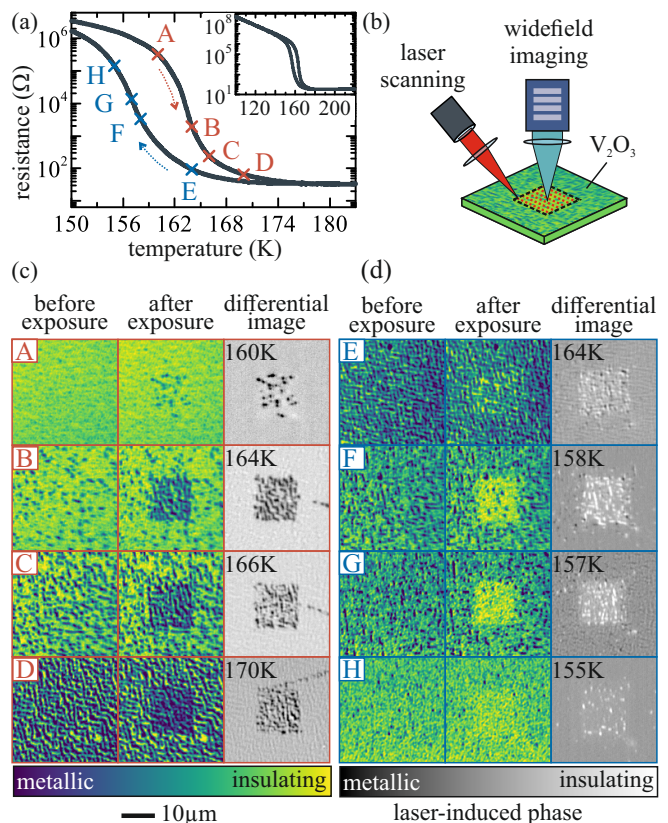 (a)
resistance (Ω)
10⁶
10⁴
10²
A
B
C
D
E
F
G
H
10⁸
10⁵
10¹
120 160 200
150 156 162 168 174 180
temperature (K)
(b)
laser
scanning
widefield
imaging
V₂O₃
(c)
before
exposure
after
exposure
differential
image
A
160K
B
164K
C
166K
D
170K
metallic insulating
10μm
(d)
before
exposure
after
exposure
differential
image
E
164K
F
158K
G
157K
H
155K
metallic insulating
laser-induced phase